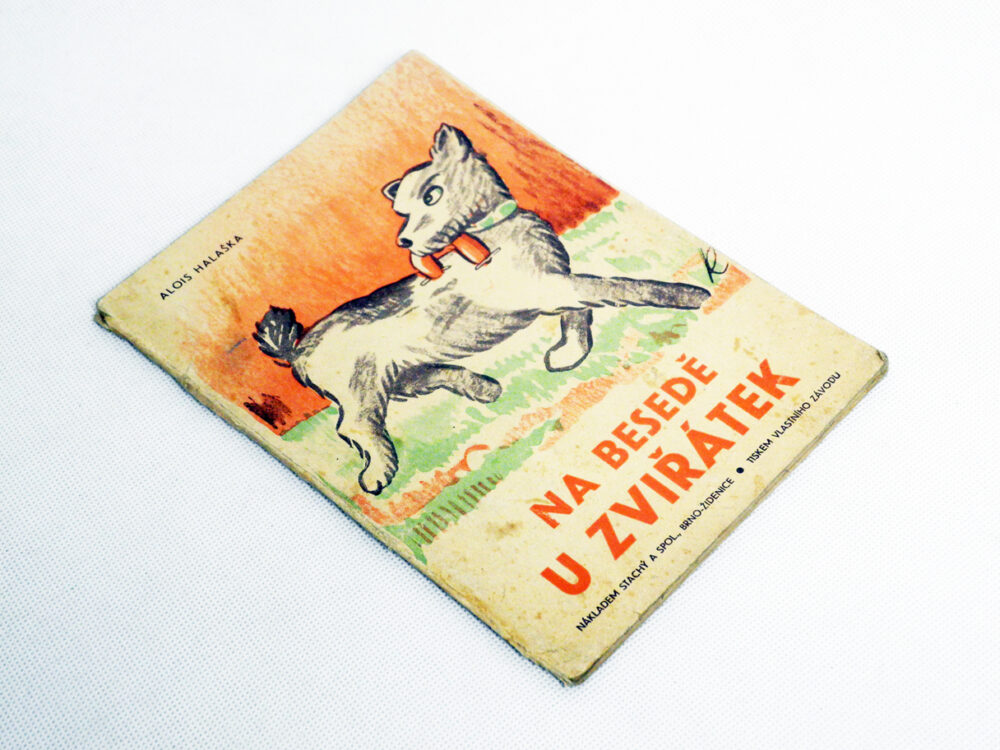 ALOIS HALAŠKA
NA BESEDĚ
U ZVÍŘÁTEK
NÁKLADEM STACHÝ A SPOL., BRNO-ŽIDENICE ● TISKEM VLASTNÍHO ZÁVODU